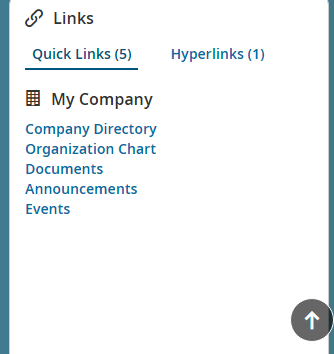 Links
Quick Links (5) Hyperlinks (1)
My Company
Company Directory
Organization Chart
Documents
Announcements
Events